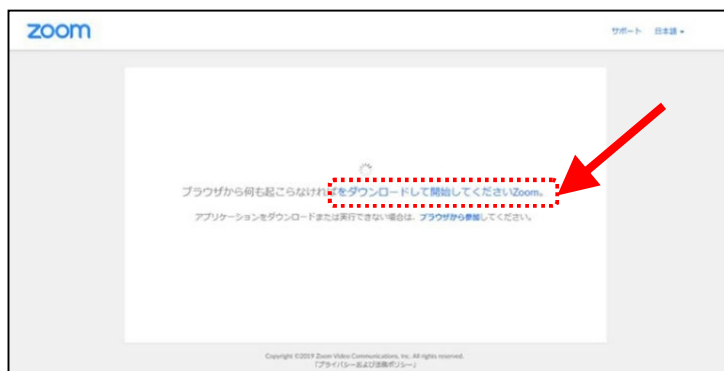 zoom
サポート 日本語
ブラウザから何も起こらなければをダウンロードして開始してくださいZoom。
アプリケーションをダウンロードまたは実行できない場合は、ブラウザから参加してください。
Copyright ©2019 Zoom Video Communications, Inc. All rights reserved.
「プライバシーおよび法務ポリシー」